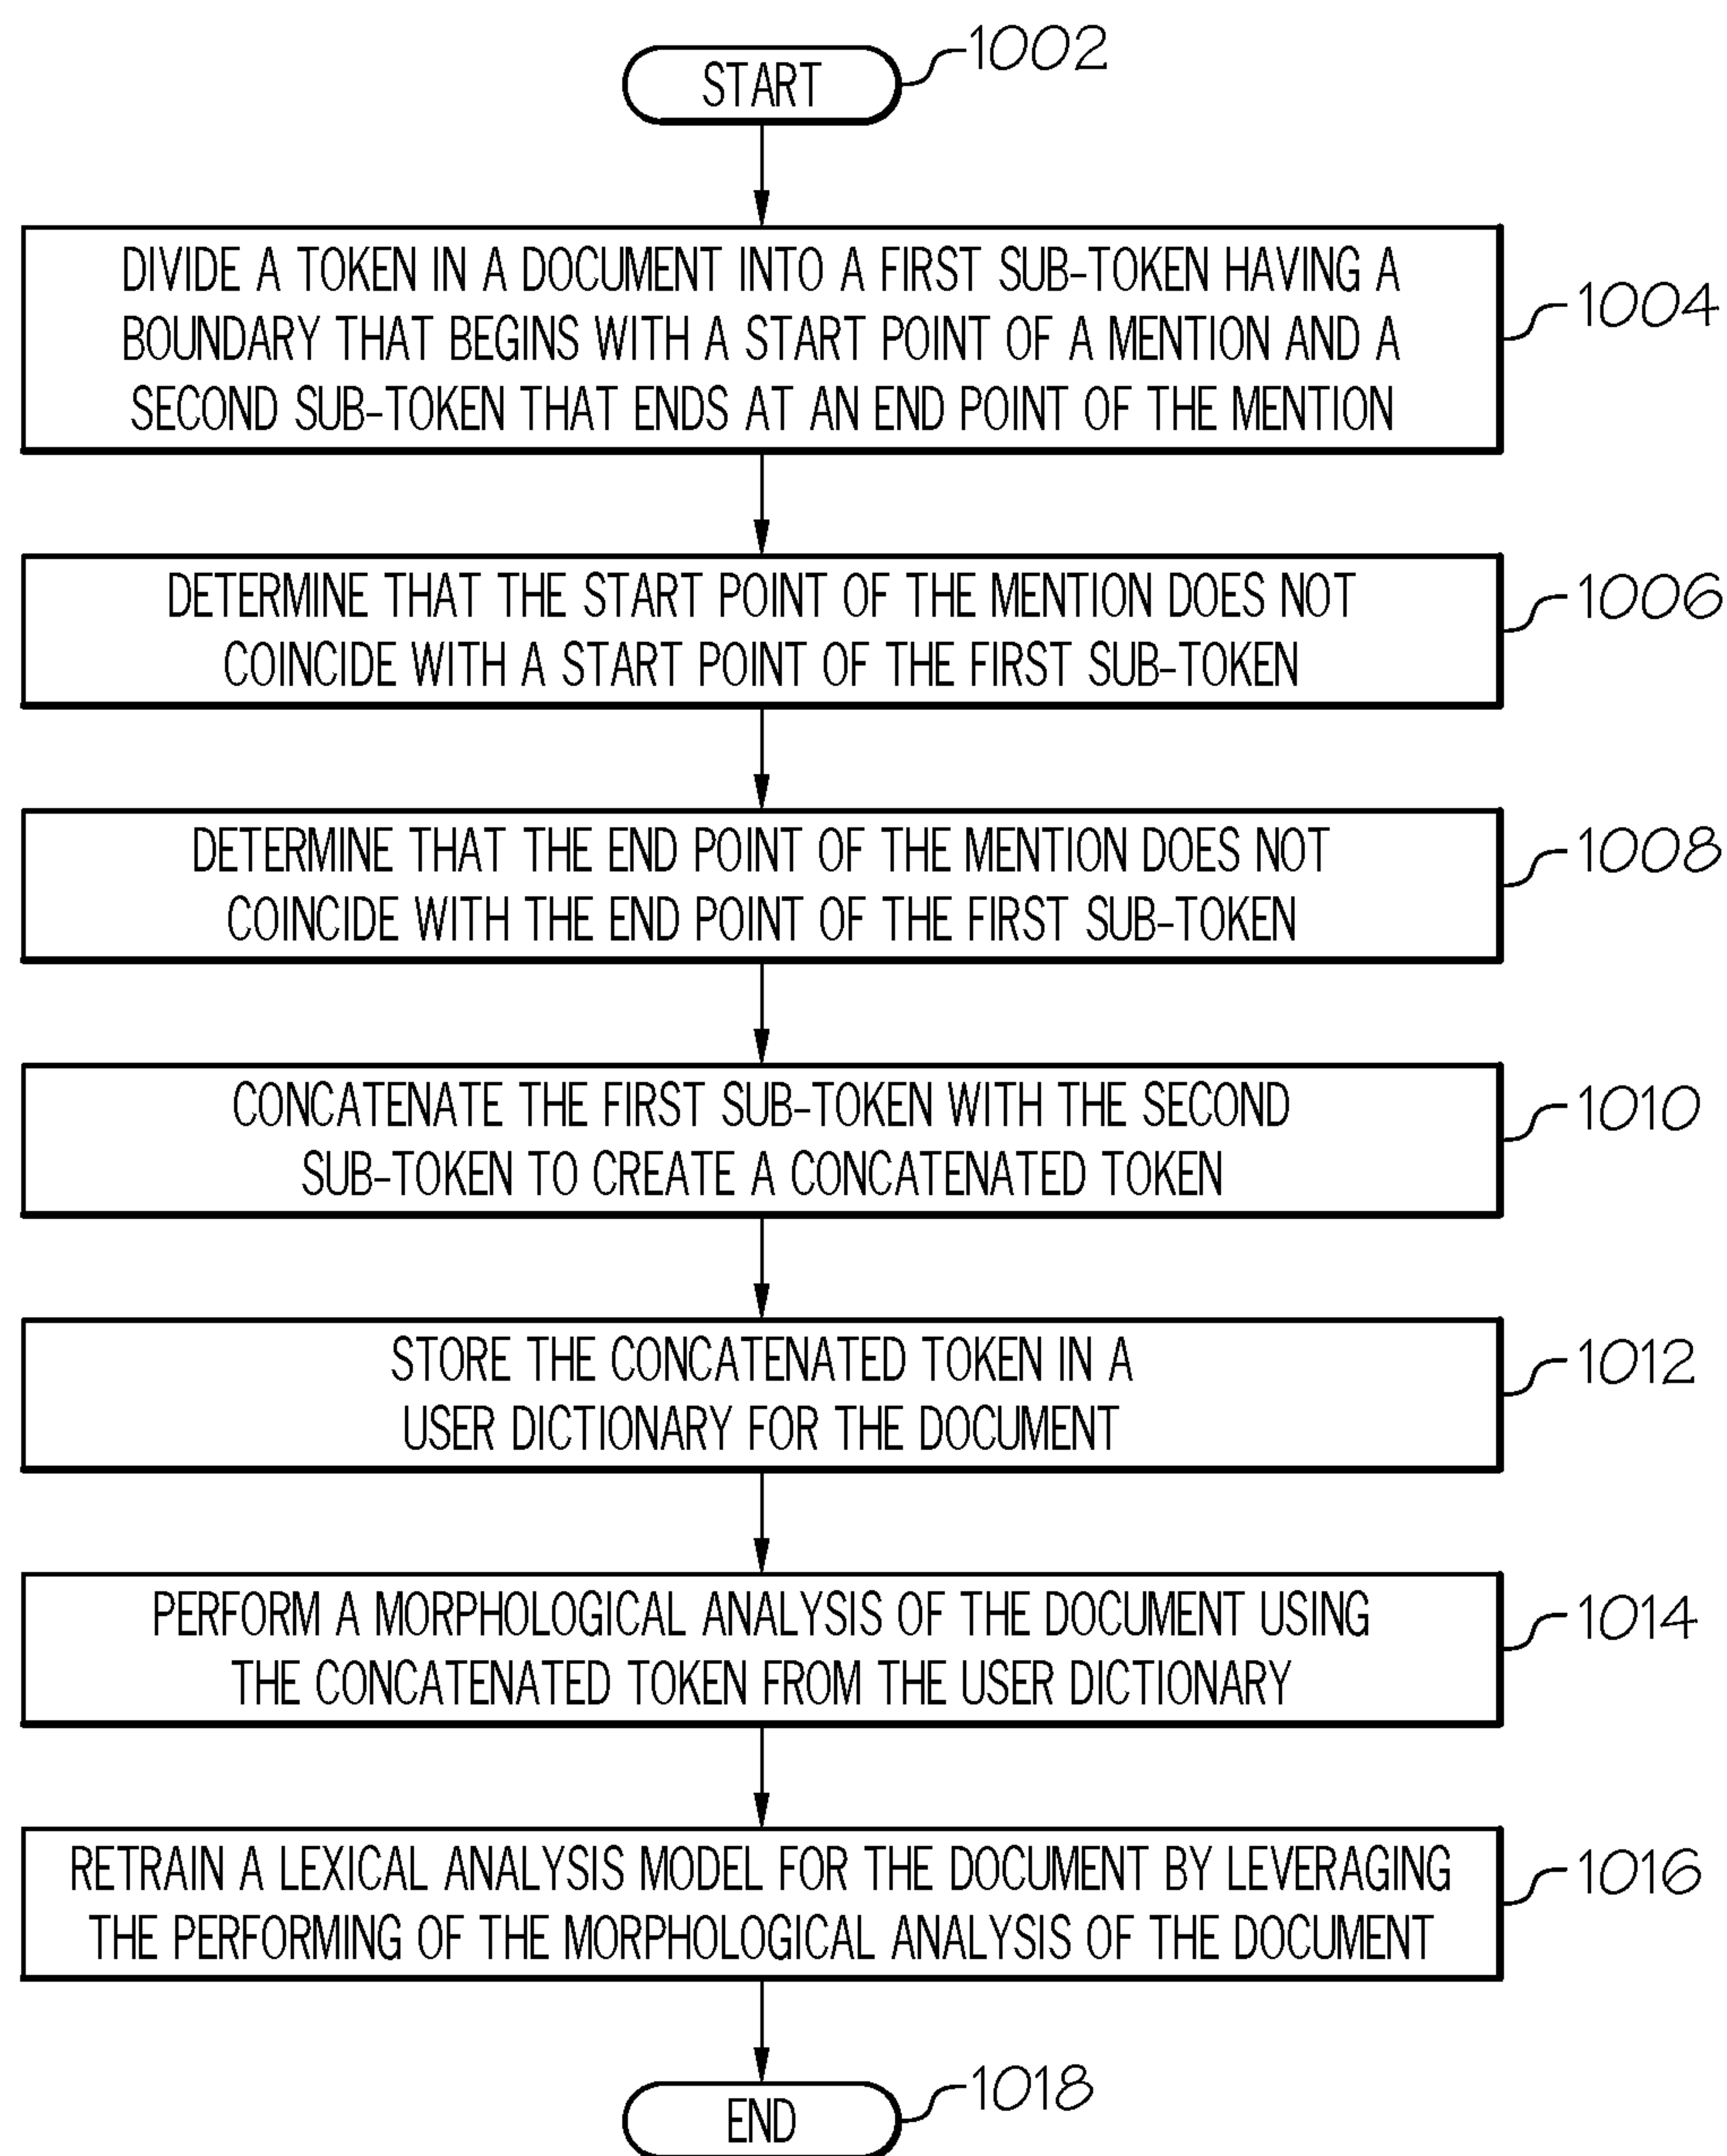 START
1002
DIVIDE A TOKEN IN A DOCUMENT INTO A FIRST SUB-TOKEN HAVING A
BOUNDARY THAT BEGINS WITH A START POINT OF A MENTION AND A
SECOND SUB-TOKEN THAT ENDS AT AN END POINT OF THE MENTION
1004
DETERMINE THAT THE START POINT OF THE MENTION DOES NOT
COINCIDE WITH A START POINT OF THE FIRST SUB-TOKEN
1006
DETERMINE THAT THE END POINT OF THE MENTION DOES NOT
COINCIDE WITH THE END POINT OF THE FIRST SUB-TOKEN
1008
CONCATENATE THE FIRST SUB-TOKEN WITH THE SECOND
SUB-TOKEN TO CREATE A CONCATENATED TOKEN
1010
STORE THE CONCATENATED TOKEN IN A
USER DICTIONARY FOR THE DOCUMENT
1012
PERFORM A MORPHOLOGICAL ANALYSIS OF THE DOCUMENT USING
THE CONCATENATED TOKEN FROM THE USER DICTIONARY
1014
RETRAIN A LEXICAL ANALYSIS MODEL FOR THE DOCUMENT BY LEVERAGING
THE PERFORMING OF THE MORPHOLOGICAL ANALYSIS OF THE DOCUMENT
1016
END
1018